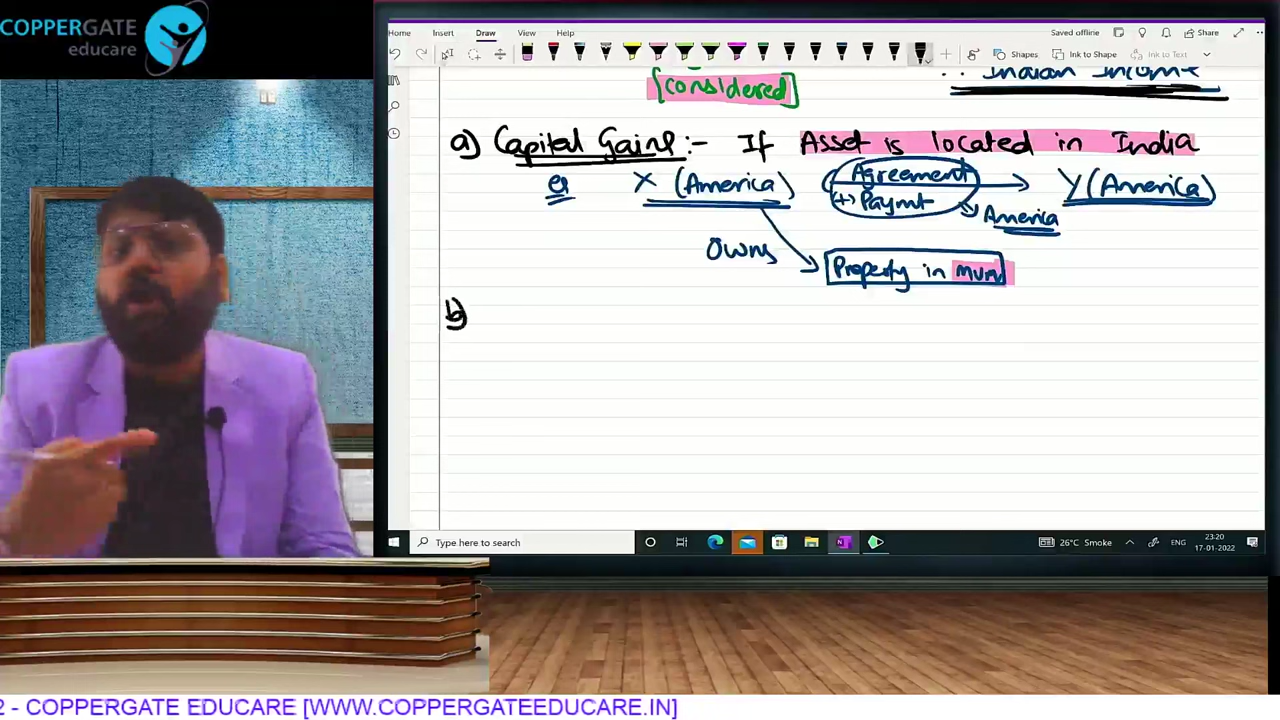 COPPERGATE
educare
Home Insert Draw View Help
Saved offline
Share
Shapes
Ink to Shape
Ink to Text
[considered]
∴ Indian Income
a) Capital Gains:- If Asset is located in India
eg X (America) Agreement Y (America)
(+) Paymt America
Owns
Property in mum
b)
Type here to search
26°C Smoke
ENG
23:20
17-01-2022
2 - COPPERGATE EDUCARE [WWW.COPPERGATEEDUCARE.IN]